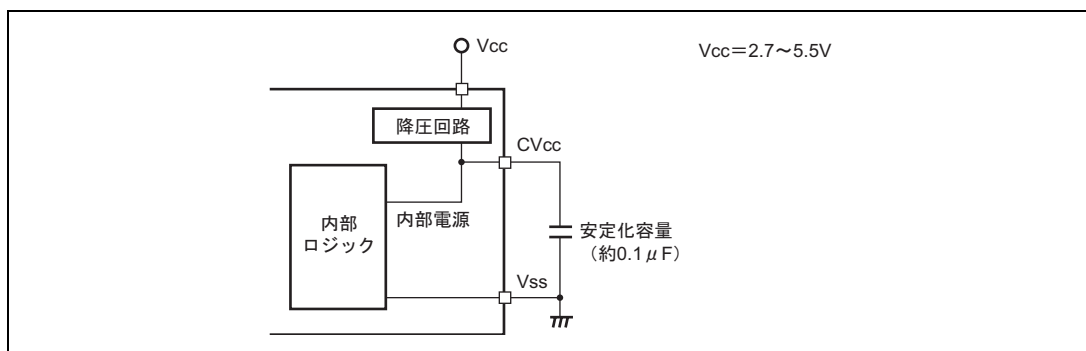 Vcc
Vcc＝2.7～5.5V
降圧回路
CVcc
内部電源
内部
ロジック
安定化容量
（約0.1μF）
Vss